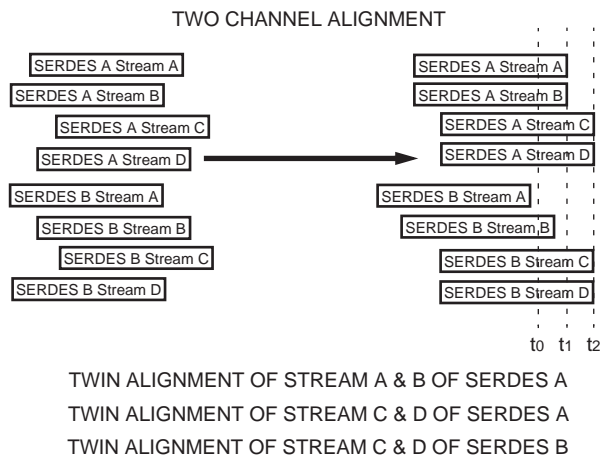 TWO CHANNEL ALIGNMENT
SERDES A Stream A
SERDES A Stream B
SERDES A Stream C
SERDES A Stream D
SERDES B Stream A
SERDES B Stream B
SERDES B Stream C
SERDES B Stream D
SERDES A Stream A
SERDES A Stream B
SERDES A Stream C
SERDES A Stream D
SERDES B Stream A
SERDES B Stream B
SERDES B Stream C
SERDES B Stream D
t0 t1 t2
TWIN ALIGNMENT OF STREAM A & B OF SERDES A
TWIN ALIGNMENT OF STREAM C & D OF SERDES A
TWIN ALIGNMENT OF STREAM C & D OF SERDES B